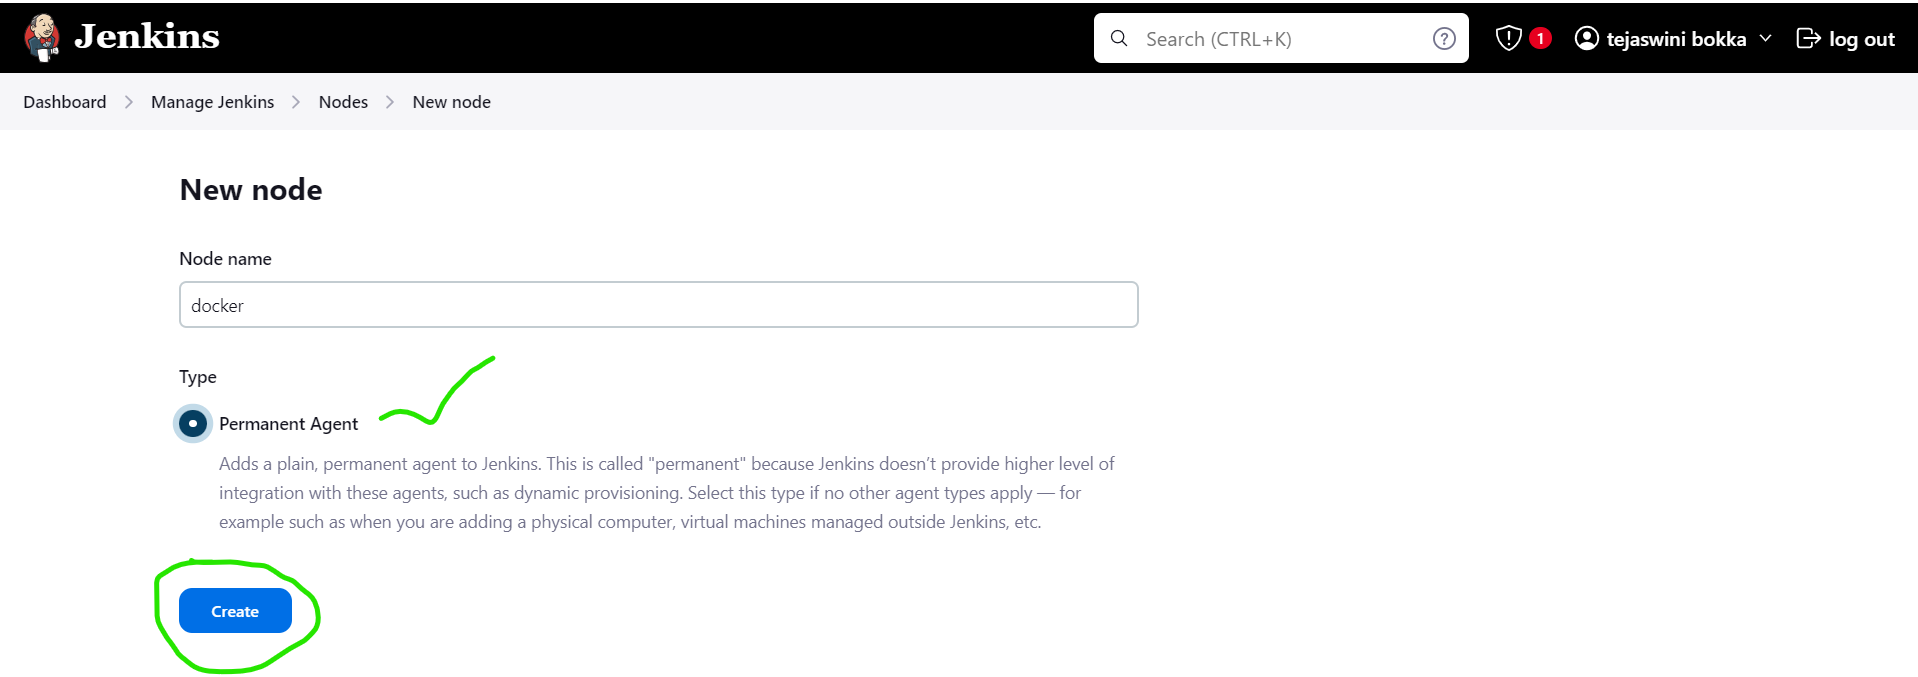 Jenkins
Search (CTRL+K)
?
1
tejaswini bokka
log out
Dashboard
Manage Jenkins
Nodes
New node
New node
Node name
docker
Type
Permanent Agent
Adds a plain, permanent agent to Jenkins. This is called "permanent" because Jenkins doesn’t provide higher level of
integration with these agents, such as dynamic provisioning. Select this type if no other agent types apply — for
example such as when you are adding a physical computer, virtual machines managed outside Jenkins, etc.
Create